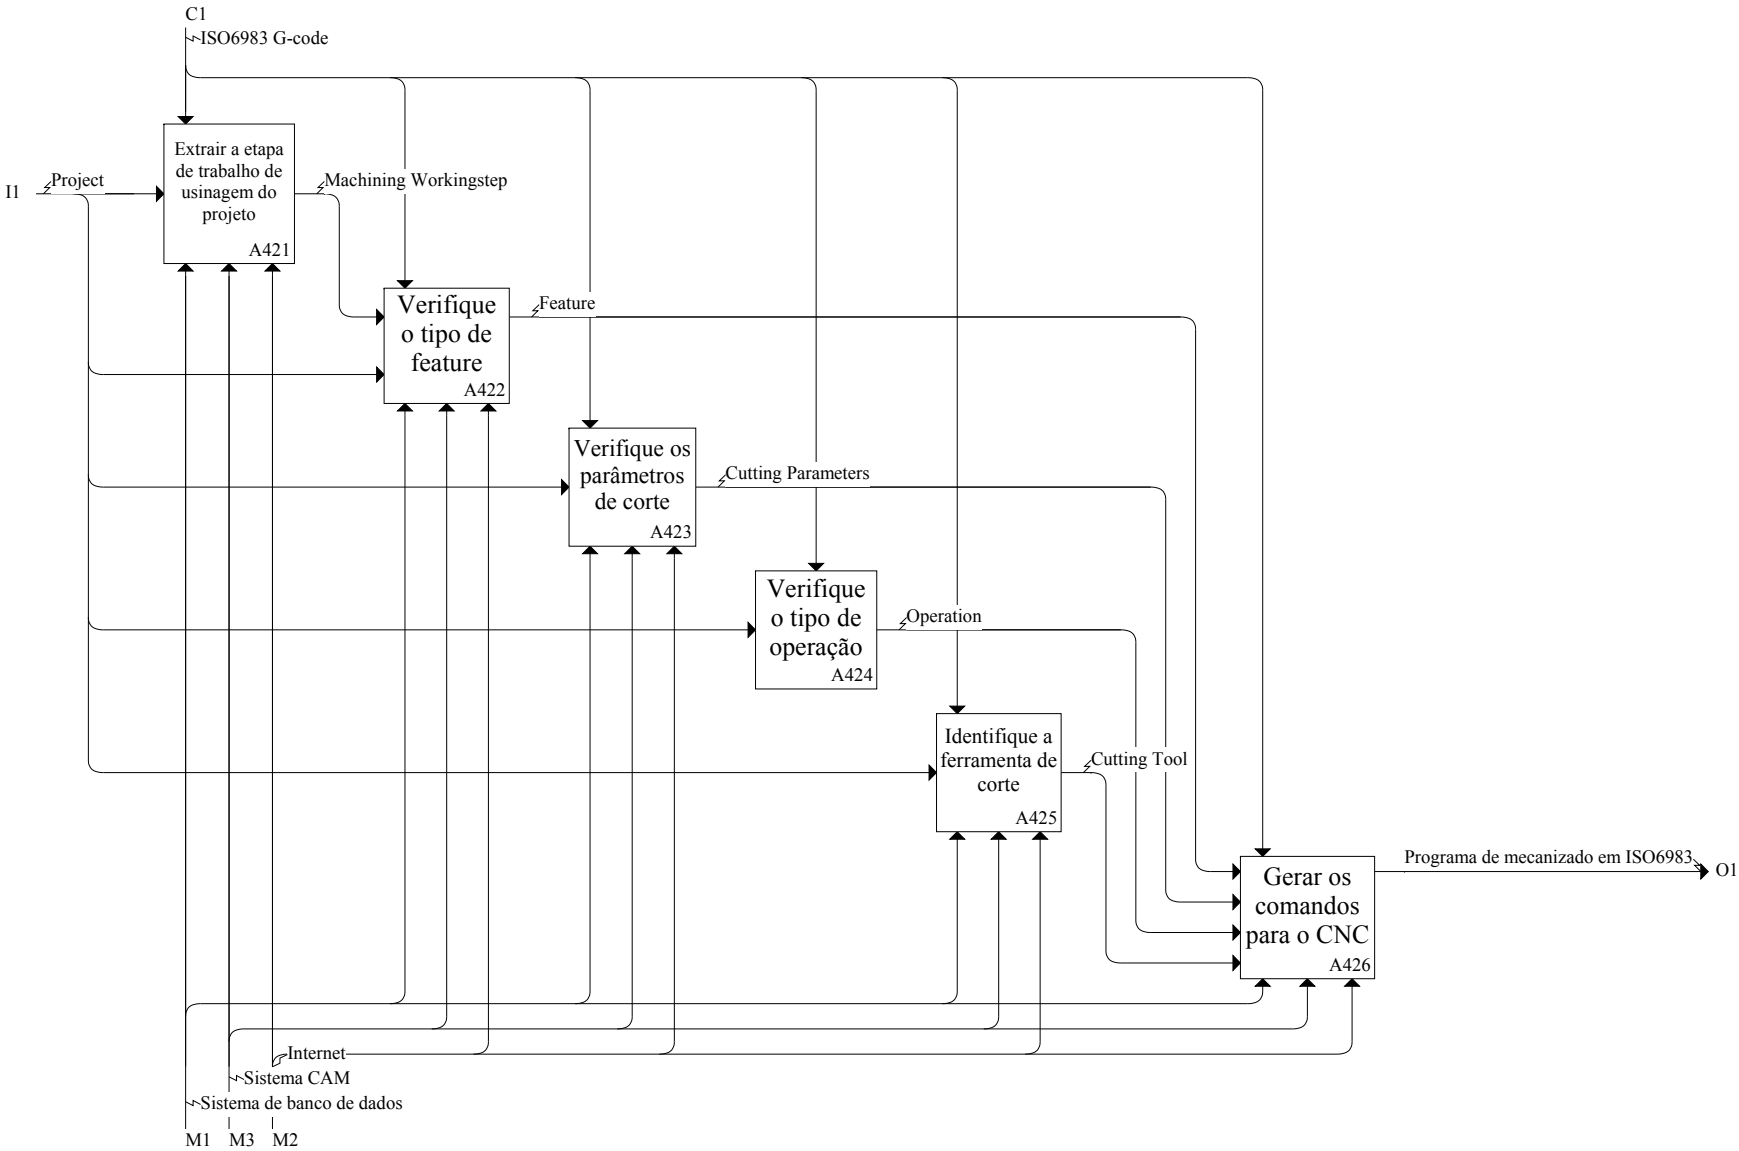 C1
ISO6983 G-code
Extrair a etapa
de trabalho de
usinagem do
projeto
A421
I1
Project
Machining Workingstep
Verifique
o tipo de
feature
A422
Feature
Verifique os
parâmetros
de corte
A423
Cutting Parameters
Verifique
o tipo de
operação
A424
Operation
Identifique a
ferramenta de
corte
A425
Cutting Tool
Gerar os
comandos
para o CNC
A426
Programa de mecanizado em ISO6983
O1
Internet
Sistema CAM
Sistema de banco de dados
M1 M3 M2